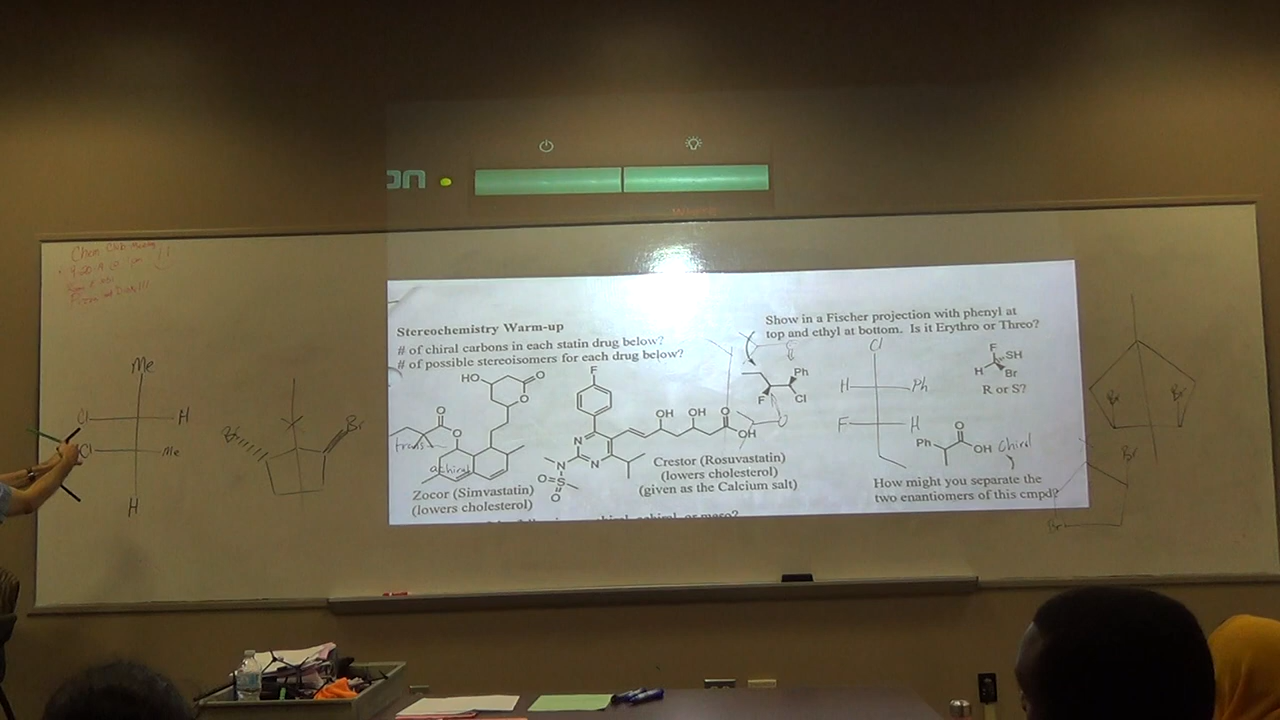 on
Chem Club
Stereochemistry Warm-up
# of chiral carbons in each statin drug below?
# of possible stereoisomers for each drug below?
HO
O
O
O
O
trans
achiral
Zocor (Simvastatin)
(lowers cholesterol)
F
N
N
N
O
S
O
OH
OH
O
OH
Crestor (Rosuvastatin)
(lowers cholesterol)
(given as the Calcium salt)
Ph
F
Cl
Show in a Fischer projection with phenyl at
top and ethyl at bottom. Is it Erythro or Threo?
Cl
H
Ph
F
H
F
SH
H
Br
R or S?
Ph
O
OH
Chiral
How might you separate the
two enantiomers of this cmpd?
Me
Cl
H
Cl
Me
H
Br
Br
Br
Br
Br
Br